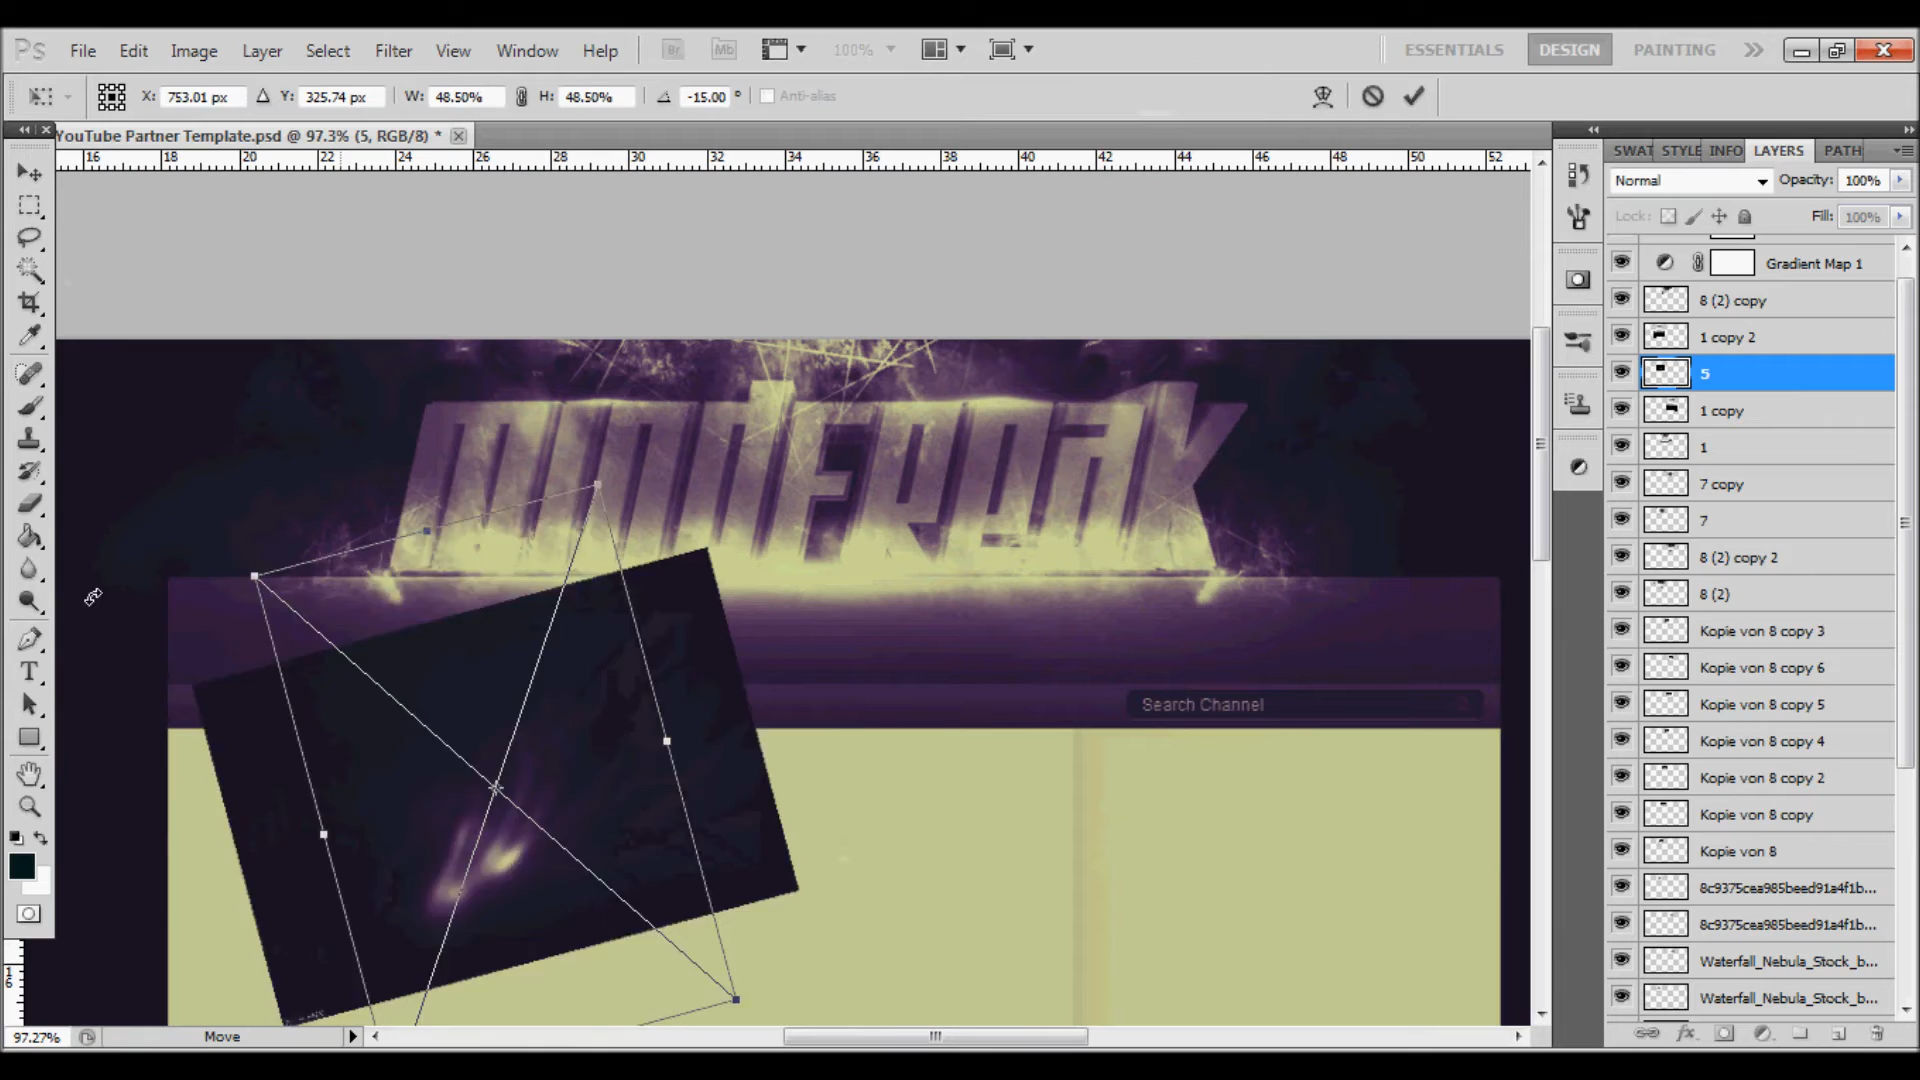 Ps File Edit Image Layer Select Filter View Window Help Br Mb 100% ESSENTIALS DESIGN PAINTING
X: 753.01 px Y: 325.74 px W: 48.50% H: 48.50% -15.00 ° Anti-alias
YouTube Partner Template.psd @ 97.3% (5, RGB/8) *
16 18 20 22 24 26 28 30 32 34 36 38 40 42 44 46 48 50 52
SWAT STYLE INFO LAYERS PATH
Normal Opacity: 100%
Lock: Fill: 100%
Gradient Map 1
8 (2) copy
1 copy 2
5
1 copy
1
7 copy
7
8 (2) copy 2
8 (2)
Kopie von 8 copy 3
Kopie von 8 copy 6
Kopie von 8 copy 5
Kopie von 8 copy 4
Kopie von 8 copy 2
Kopie von 8 copy
Kopie von 8
8c9375cea985beed91a4f1b...
8c9375cea985beed91a4f1b...
Waterfall_Nebula_Stock_b...
Waterfall_Nebula_Stock_b...
MINDFREAK
Search Channel
T
1
6
97.27% Move
fx